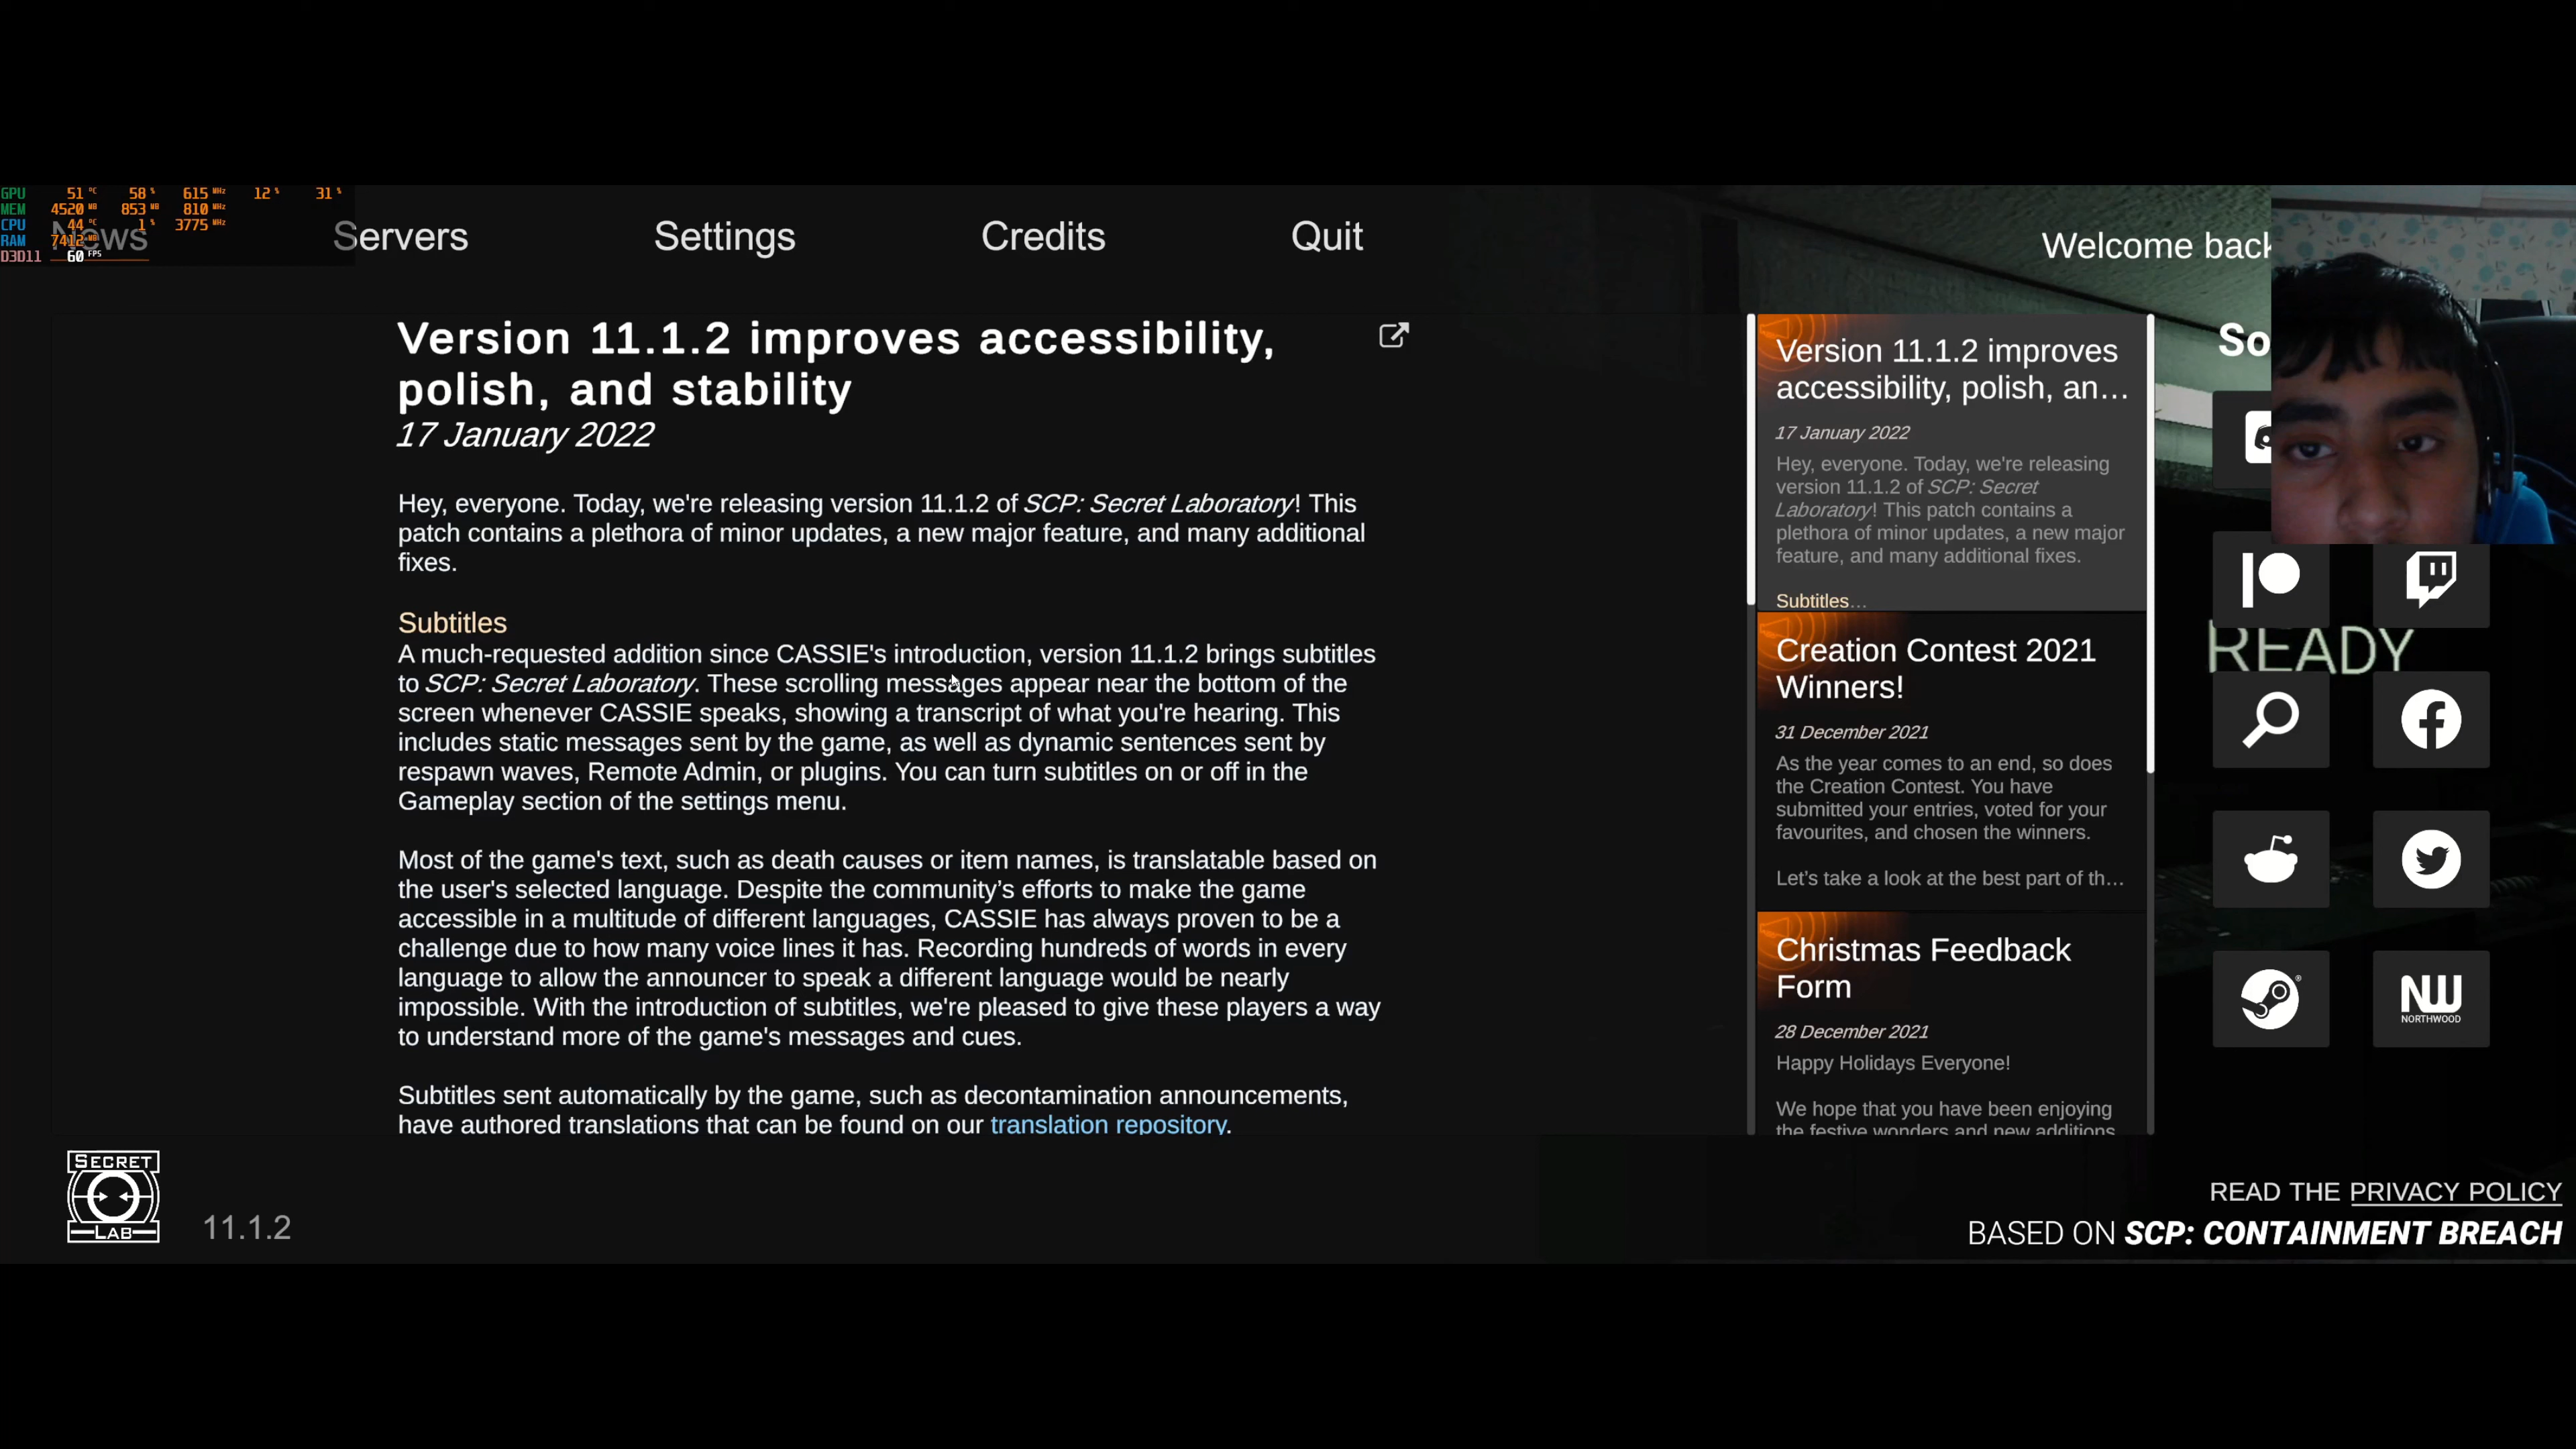 GPU 51 °C 58 % 615 MHz 12 % 31 %
MEM 4520 MB 853 MB 810 MHz
CPU 44 °C 1 % 3775 MHz
RAM 7412 MB
D3D11 60 FPS
News Servers Settings Credits Quit
Welcome back
Version 11.1.2 improves accessibility,
polish, and stability
17 January 2022
Hey, everyone. Today, we're releasing version 11.1.2 of SCP: Secret Laboratory! This
patch contains a plethora of minor updates, a new major feature, and many additional
fixes.
Subtitles
A much-requested addition since CASSIE's introduction, version 11.1.2 brings subtitles
to SCP: Secret Laboratory. These scrolling messages appear near the bottom of the
screen whenever CASSIE speaks, showing a transcript of what you're hearing. This
includes static messages sent by the game, as well as dynamic sentences sent by
respawn waves, Remote Admin, or plugins. You can turn subtitles on or off in the
Gameplay section of the settings menu.
Most of the game's text, such as death causes or item names, is translatable based on
the user's selected language. Despite the community’s efforts to make the game
accessible in a multitude of different languages, CASSIE has always proven to be a
challenge due to how many voice lines it has. Recording hundreds of words in every
language to allow the announcer to speak a different language would be nearly
impossible. With the introduction of subtitles, we're pleased to give these players a way
to understand more of the game's messages and cues.
Subtitles sent automatically by the game, such as decontamination announcements,
have authored translations that can be found on our translation repository.
Version 11.1.2 improves
accessibility, polish, an...
17 January 2022
Hey, everyone. Today, we're releasing
version 11.1.2 of SCP: Secret
Laboratory! This patch contains a
plethora of minor updates, a new major
feature, and many additional fixes.
Subtitles...
Creation Contest 2021
Winners!
31 December 2021
As the year comes to an end, so does
the Creation Contest. You have
submitted your entries, voted for your
favourites, and chosen the winners.
Let's take a look at the best part of th...
Christmas Feedback
Form
28 December 2021
Happy Holidays Everyone!
We hope that you have been enjoying
the festive wonders and new additions
So
READY
NW
NORTHWOOD
SECRET
LAB
11.1.2
READ THE PRIVACY POLICY
BASED ON SCP: CONTAINMENT BREACH